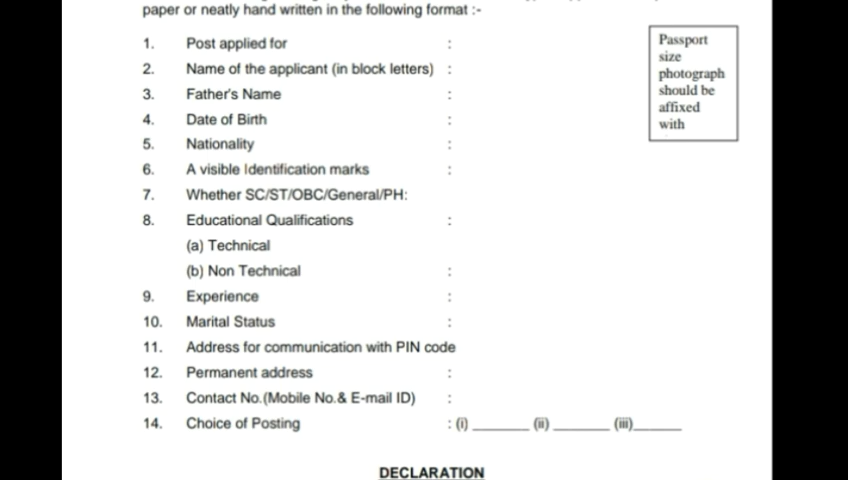 paper or neatly hand written in the following format :-
1. Post applied for :
2. Name of the applicant (in block letters) :
3. Father's Name :
4. Date of Birth :
5. Nationality :
6. A visible Identification marks :
7. Whether SC/ST/OBC/General/PH:
8. Educational Qualifications :
(a) Technical
(b) Non Technical :
9. Experience :
10. Marital Status :
11. Address for communication with PIN code
12. Permanent address :
13. Contact No.(Mobile No.& E-mail ID) :
14. Choice of Posting : (i) ________ (ii) ________ (iii)_______
Passport
size
photograph
should be
affixed
with
DECLARATION